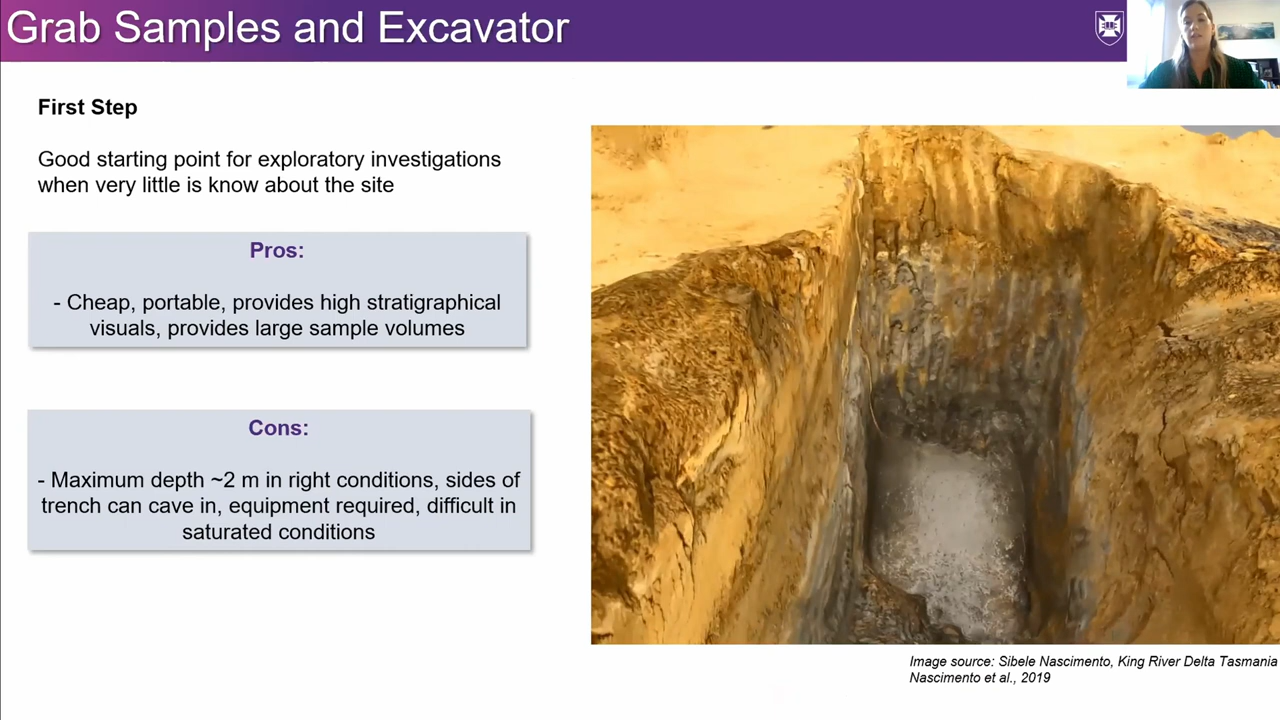 Grab Samples and Excavator
First Step
Good starting point for exploratory investigations
when very little is know about the site
Pros:
- Cheap, portable, provides high stratigraphical
visuals, provides large sample volumes
Cons:
- Maximum depth ~2 m in right conditions, sides of
trench can cave in, equipment required, difficult in
saturated conditions
Image source: Sibele Nascimento, King River Delta Tasmania
Nascimento et al., 2019